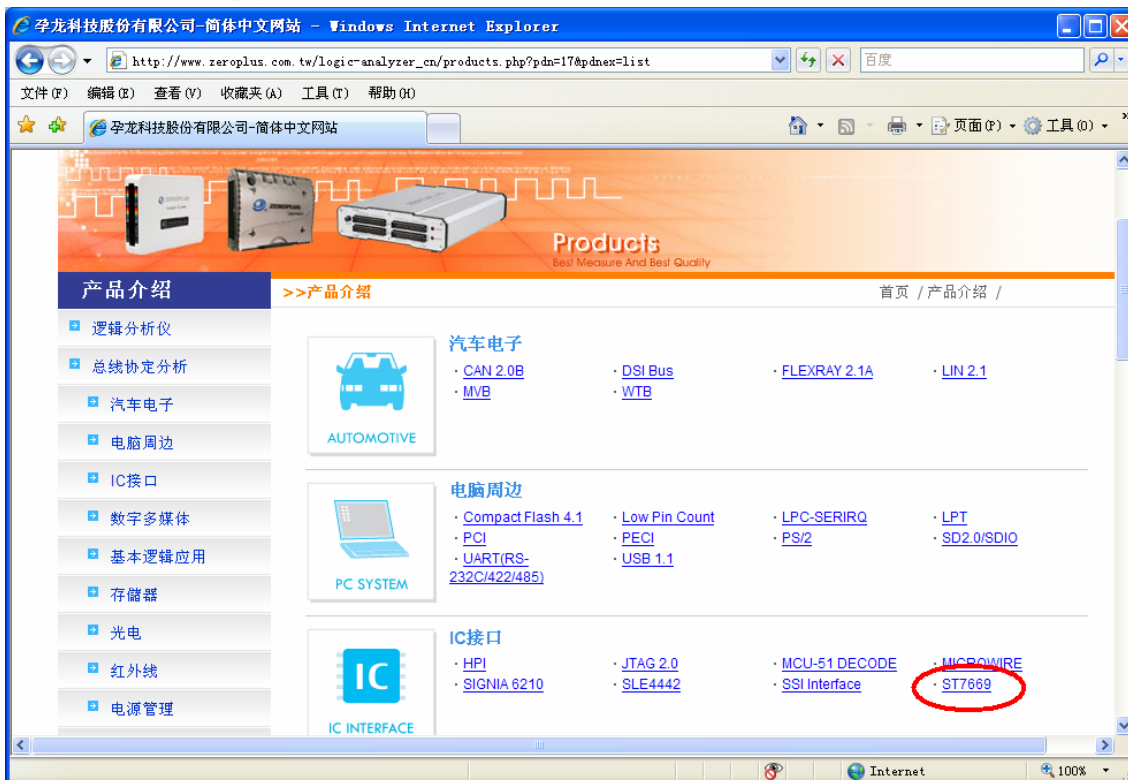 孕龙科技股份有限公司-简体中文网站 - Windows Internet Explorer
http://www.zeroplus.com.tw/logic-analyzer_cn/products.php?pdn=17&pdnex=list 百度
文件(F) 编辑(E) 查看(V) 收藏夹(A) 工具(T) 帮助(H)
孕龙科技股份有限公司-简体中文网站 页面(P) 工具(O)
ZEROPLUS
Products
Best Measure And Best Quality
产品介绍 >>产品介绍 首页 / 产品介绍 /
逻辑分析仪
总线协定分析
汽车电子
电脑周边
IC接口
数字多媒体
基本逻辑应用
存儲器
光电
红外线
电源管理
AUTOMOTIVE
汽车电子
· CAN 2.0B · DSI Bus · FLEXRAY 2.1A · LIN 2.1
· MVB · WTB
PC SYSTEM
电脑周边
· Compact Flash 4.1 · Low Pin Count · LPC-SERIRQ · LPT
· PCI · PECI · PS/2 · SD2.0/SDIO
· UART(RS- · USB 1.1
232C/422/485)
IC
IC INTERFACE
IC接口
· HPI · JTAG 2.0 · MCU-51 DECODE · MICROWIRE
· SIGNIA 6210 · SLE4442 · SSI Interface · ST7669
Internet 100%